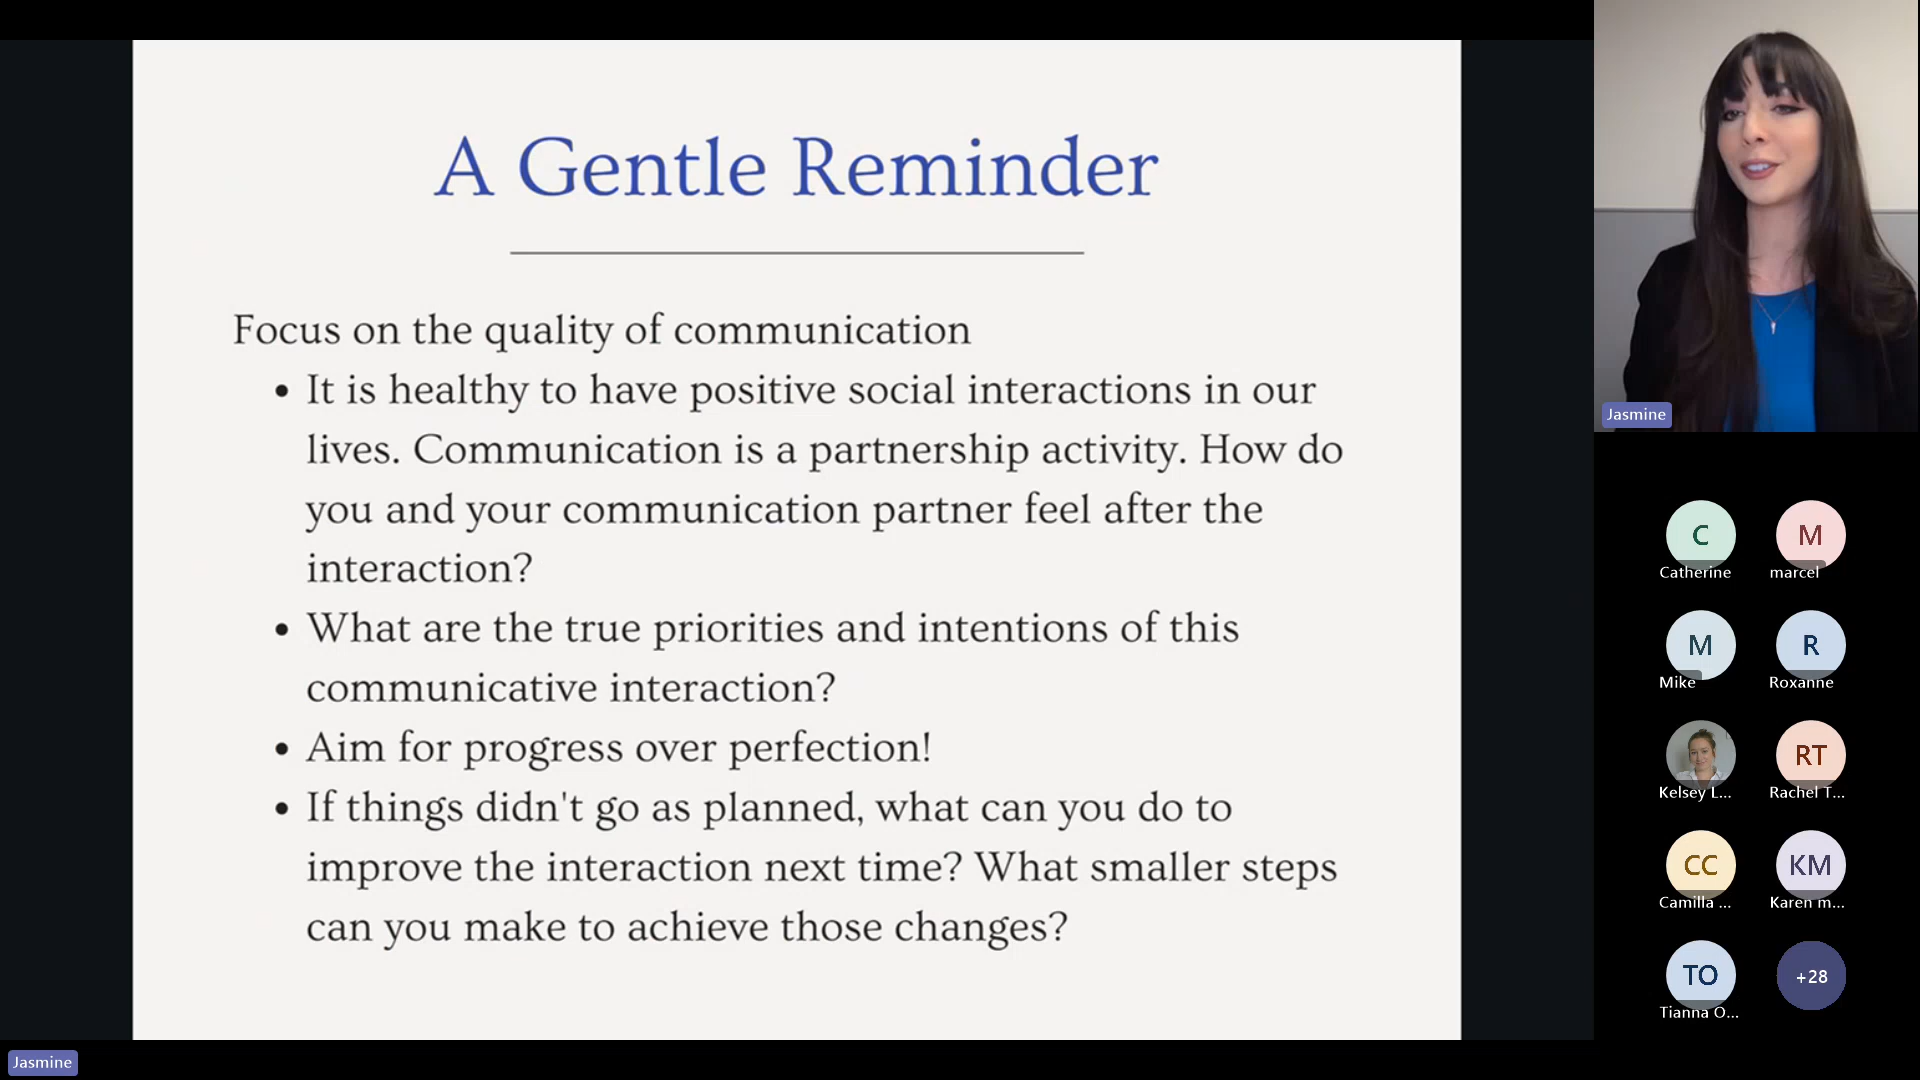 A Gentle Reminder
Focus on the quality of communication
• It is healthy to have positive social interactions in our
lives. Communication is a partnership activity. How do
you and your communication partner feel after the
interaction?
• What are the true priorities and intentions of this
communicative interaction?
• Aim for progress over perfection!
• If things didn't go as planned, what can you do to
improve the interaction next time? What smaller steps
can you make to achieve those changes?
Jasmine
C
Catherine
M
marcel
M
Mike
R
Roxanne
Kelsey L...
RT
Rachel T...
CC
Camilla ...
KM
Karen m...
TO
Tianna O...
+28
Jasmine